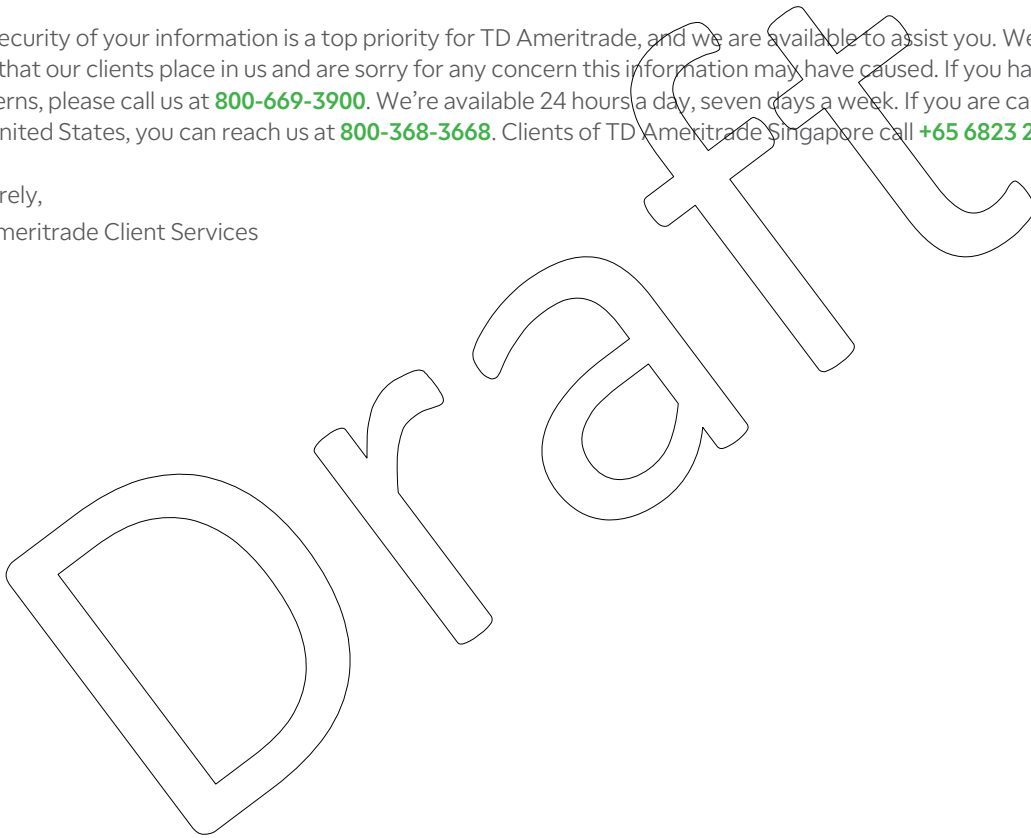 ecurity of your information is a top priority for TD Ameritrade, and we are available to assist you. We
that our clients place in us and are sorry for any concern this information may have caused. If you ha
erns, please call us at 800-669-3900. We’re available 24 hours a day, seven days a week. If you are ca
nited States, you can reach us at 800-368-3668. Clients of TD Ameritrade Singapore call +65 6823 2
rely,
meritrade Client Services
Draft